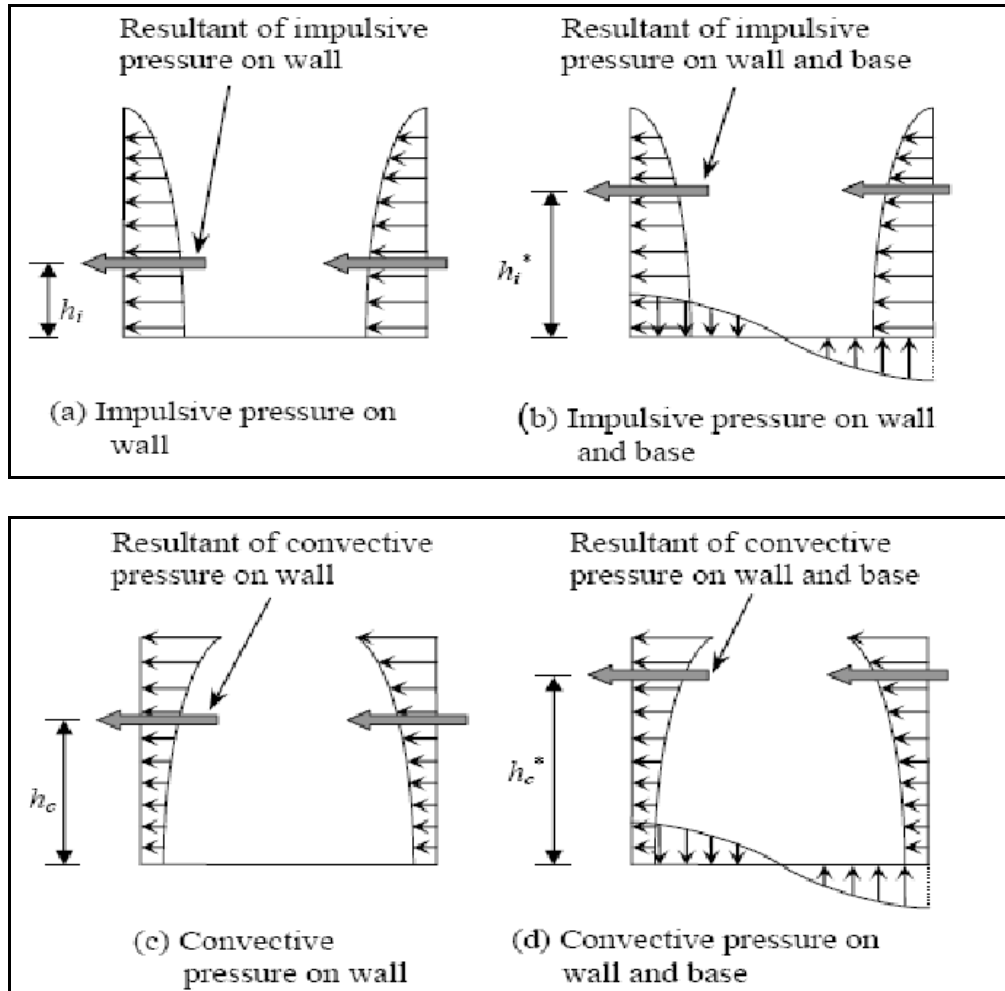 Resultant of impulsive
pressure on wall
Resultant of impulsive
pressure on wall and base
h_i
h_i*
(a) Impulsive pressure on
wall
(b) Impulsive pressure on wall
and base
Resultant of convective
pressure on wall
Resultant of convective
pressure on wall and base
h_c
h_c*
(c) Convective
pressure on wall
(d) Convective pressure on
wall and base